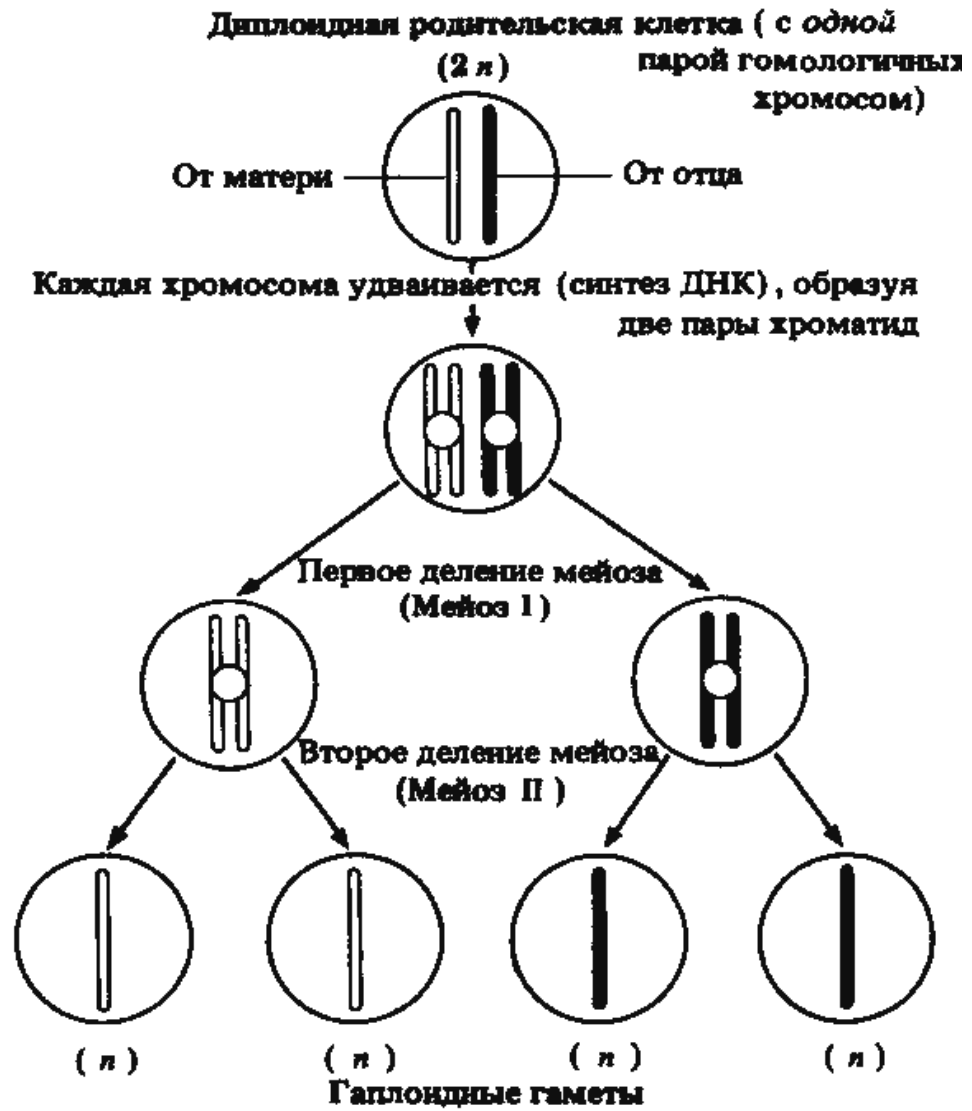 Диплоидная родительская клетка ( с одной
(2 n)
парой гомологичных
хромосом)
От матери
От отца
Каждая хромосома удваивается (синтез ДНК), образуя
две пары хроматид
Первое деление мейоза
(Мейоз I)
Второе деление мейоза
(Мейоз II )
( n )
( n )
( n )
( n )
Гаплоидные гаметы